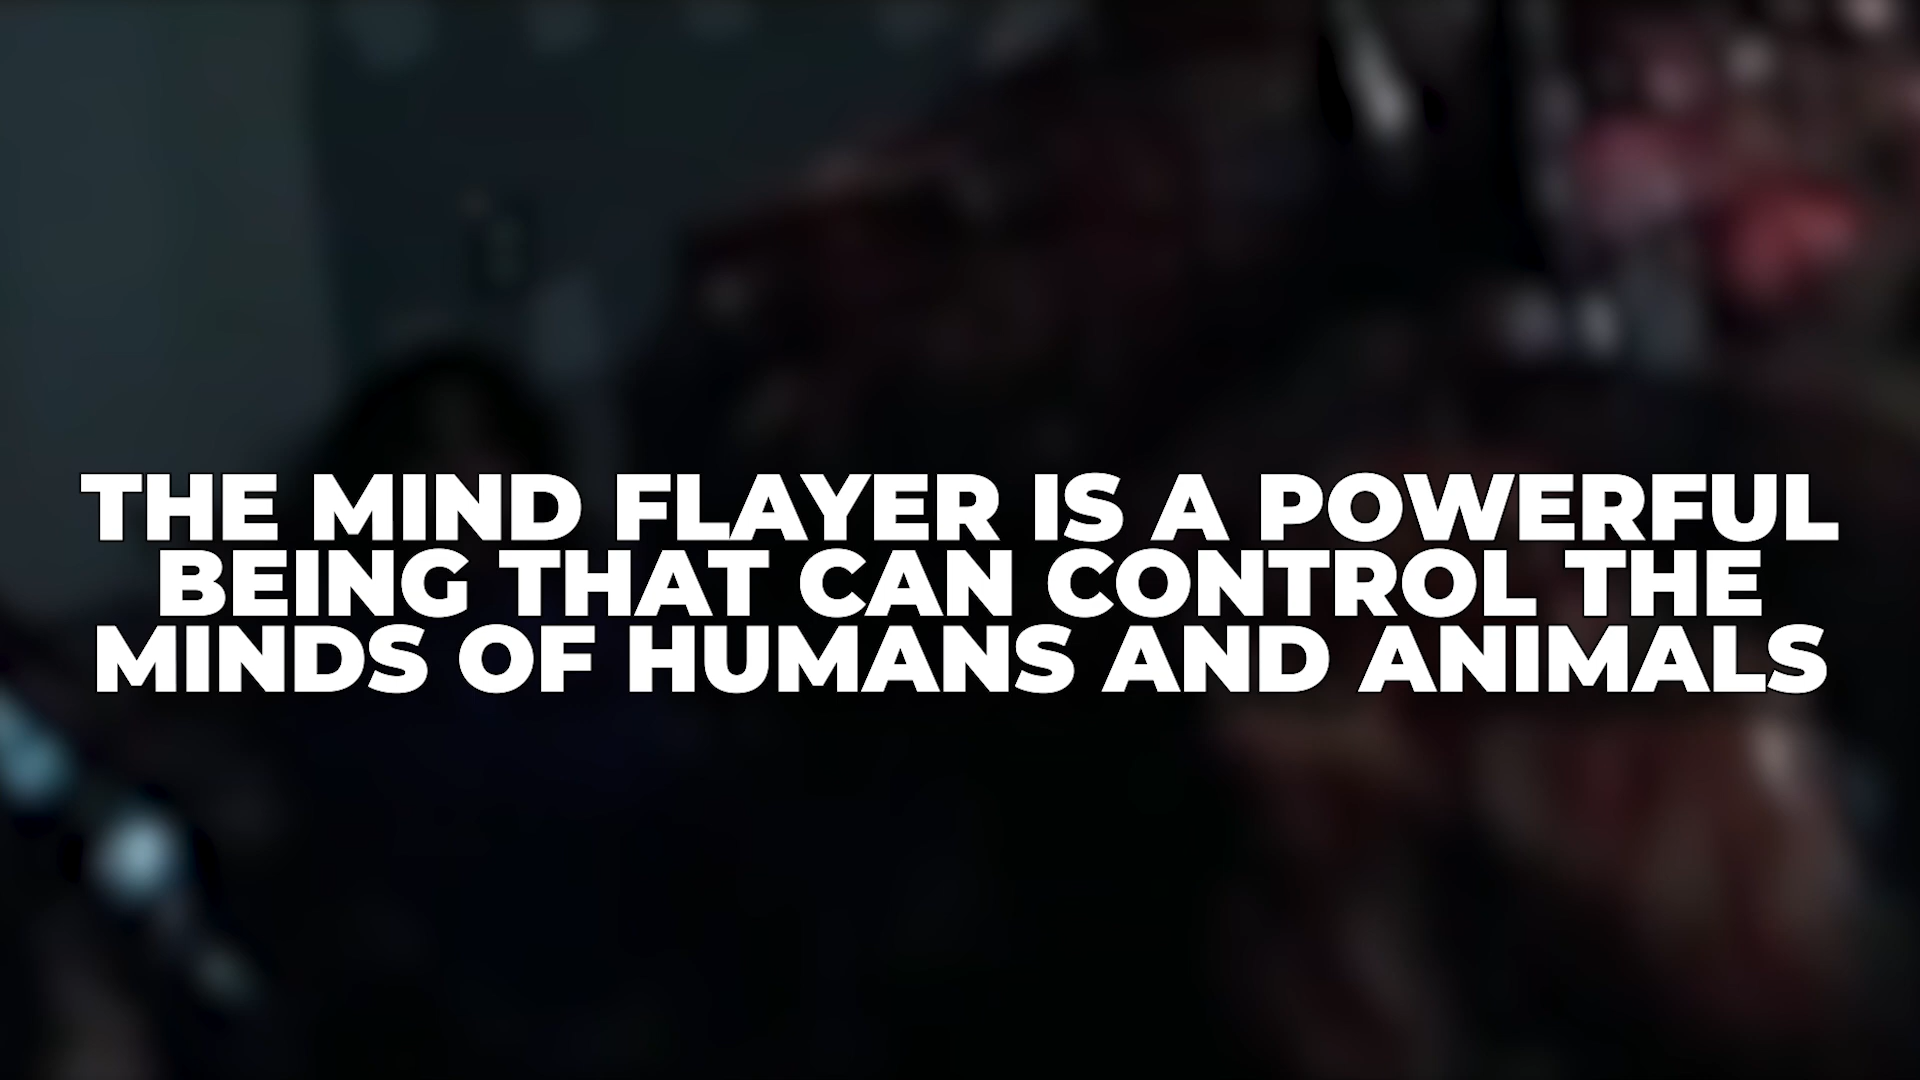 THE MIND FLAYER IS A POWERFUL
BEING THAT CAN CONTROL THE
MINDS OF HUMANS AND ANIMALS